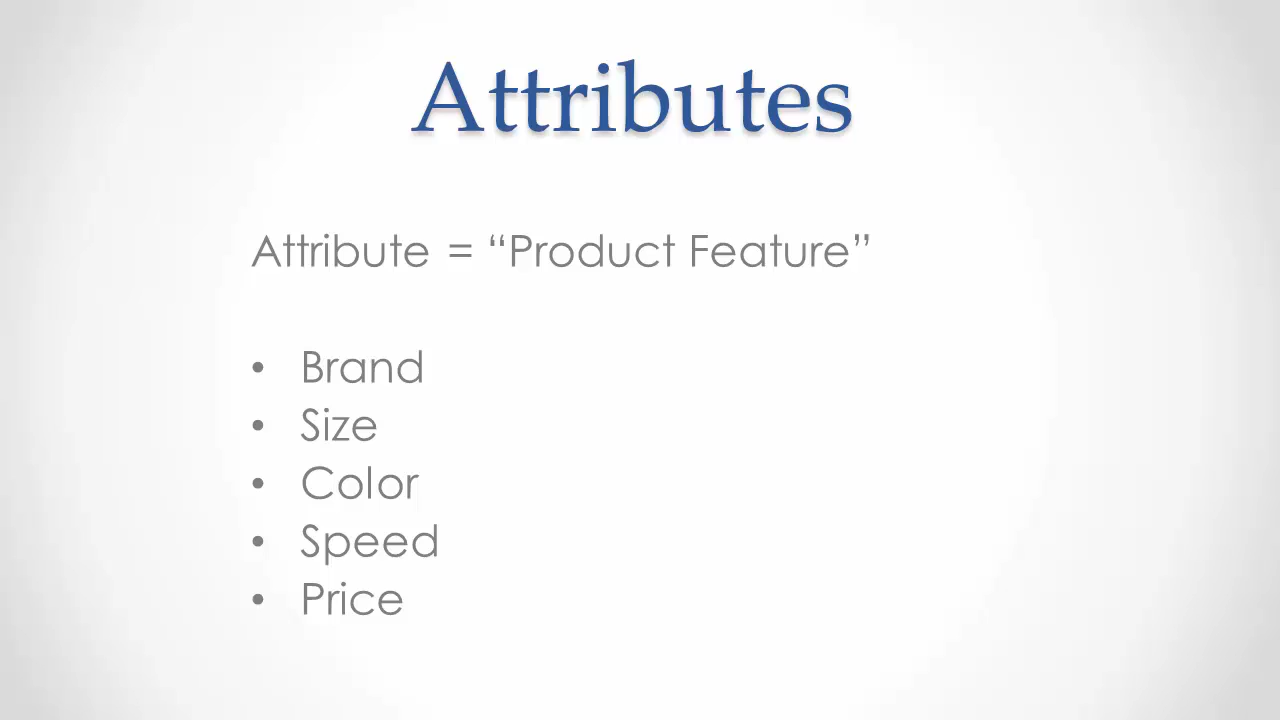 Attributes
Attribute = “Product Feature”
• Brand
• Size
• Color
• Speed
• Price